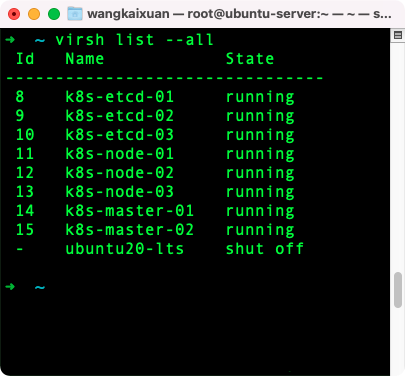 wangkaixuan — root@ubuntu-server:~ — ~ — s...
➜  ~ virsh list --all
 Id   Name            State
--------------------------------
 8    k8s-etcd-01     running
 9    k8s-etcd-02     running
 10   k8s-etcd-03     running
 11   k8s-node-01     running
 12   k8s-node-02     running
 13   k8s-node-03     running
 14   k8s-master-01   running
 15   k8s-master-02   running
 -    ubuntu20-lts    shut off
➜  ~